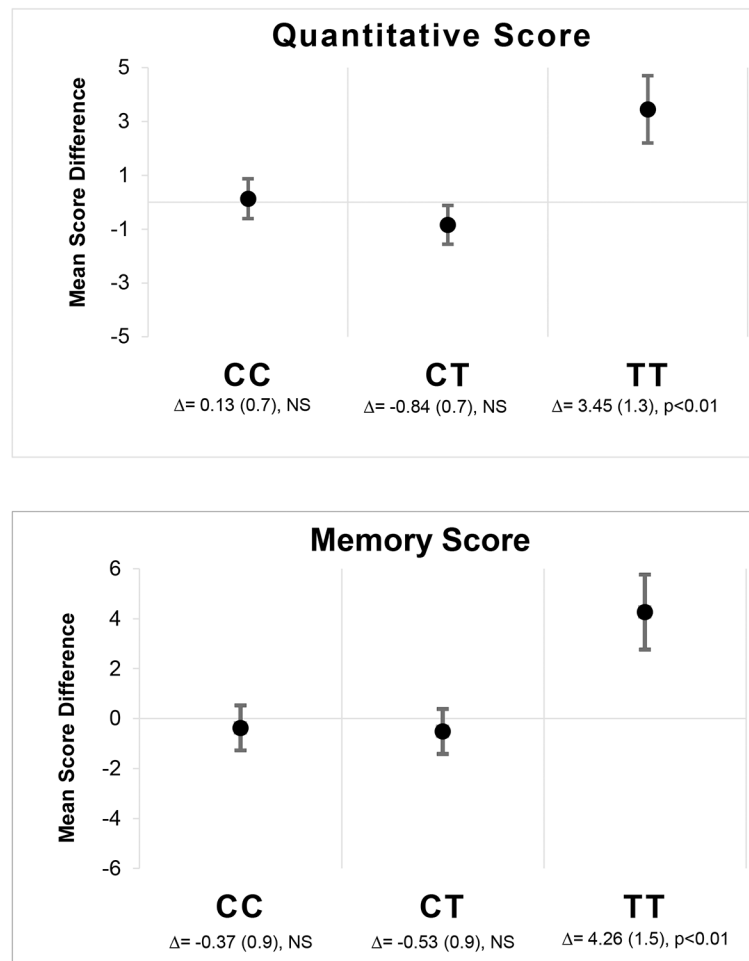 Quantitative Score
Mean Score Difference
5
3
1
-1
-3
-5
CC CT TT
Δ= 0.13 (0.7), NS Δ= -0.84 (0.7), NS Δ= 3.45 (1.3), p<0.01
Memory Score
Mean Score Difference
6
4
2
0
-2
-4
-6
CC CT TT
Δ= -0.37 (0.9), NS Δ= -0.53 (0.9), NS Δ= 4.26 (1.5), p<0.01